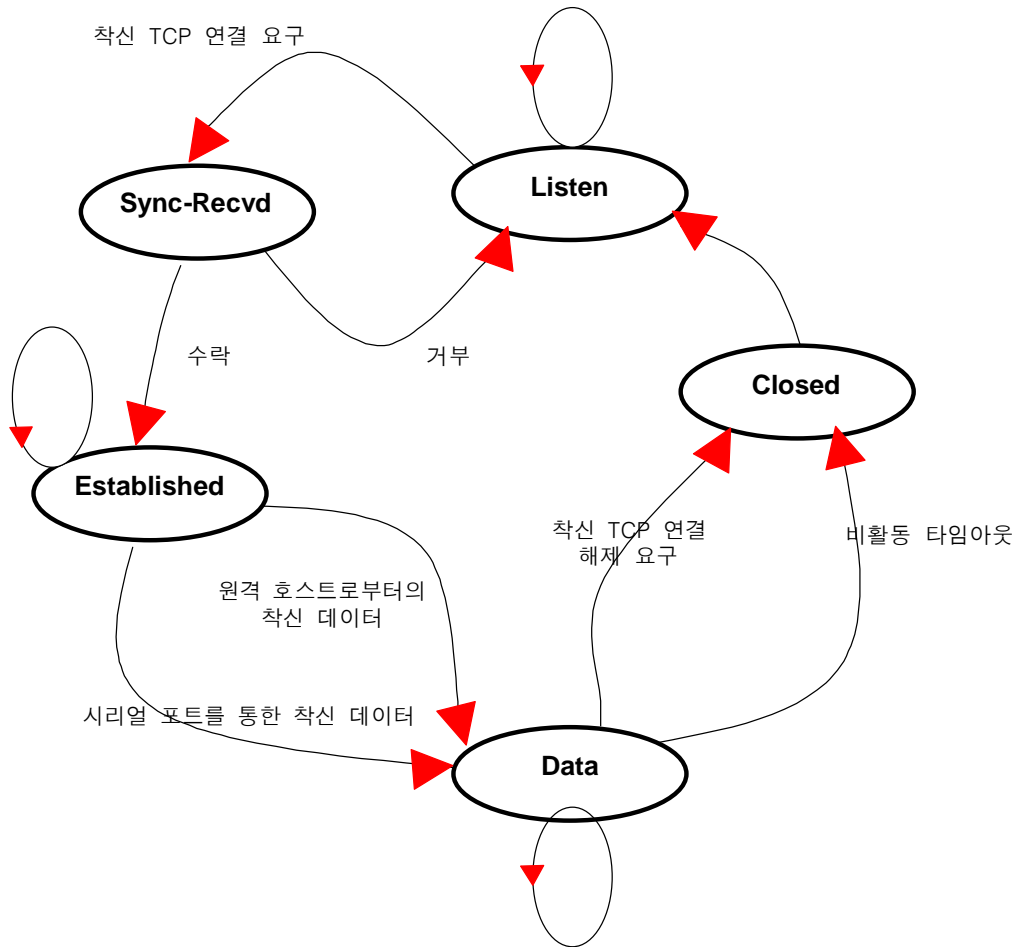 착신 TCP 연결 요구
Listen
Sync-Recvd
수락
거부
Closed
Established
착신 TCP 연결
해제 요구
비활동 타임아웃
원격 호스트로부터의
착신 데이터
시리얼 포트를 통한 착신 데이터
Data